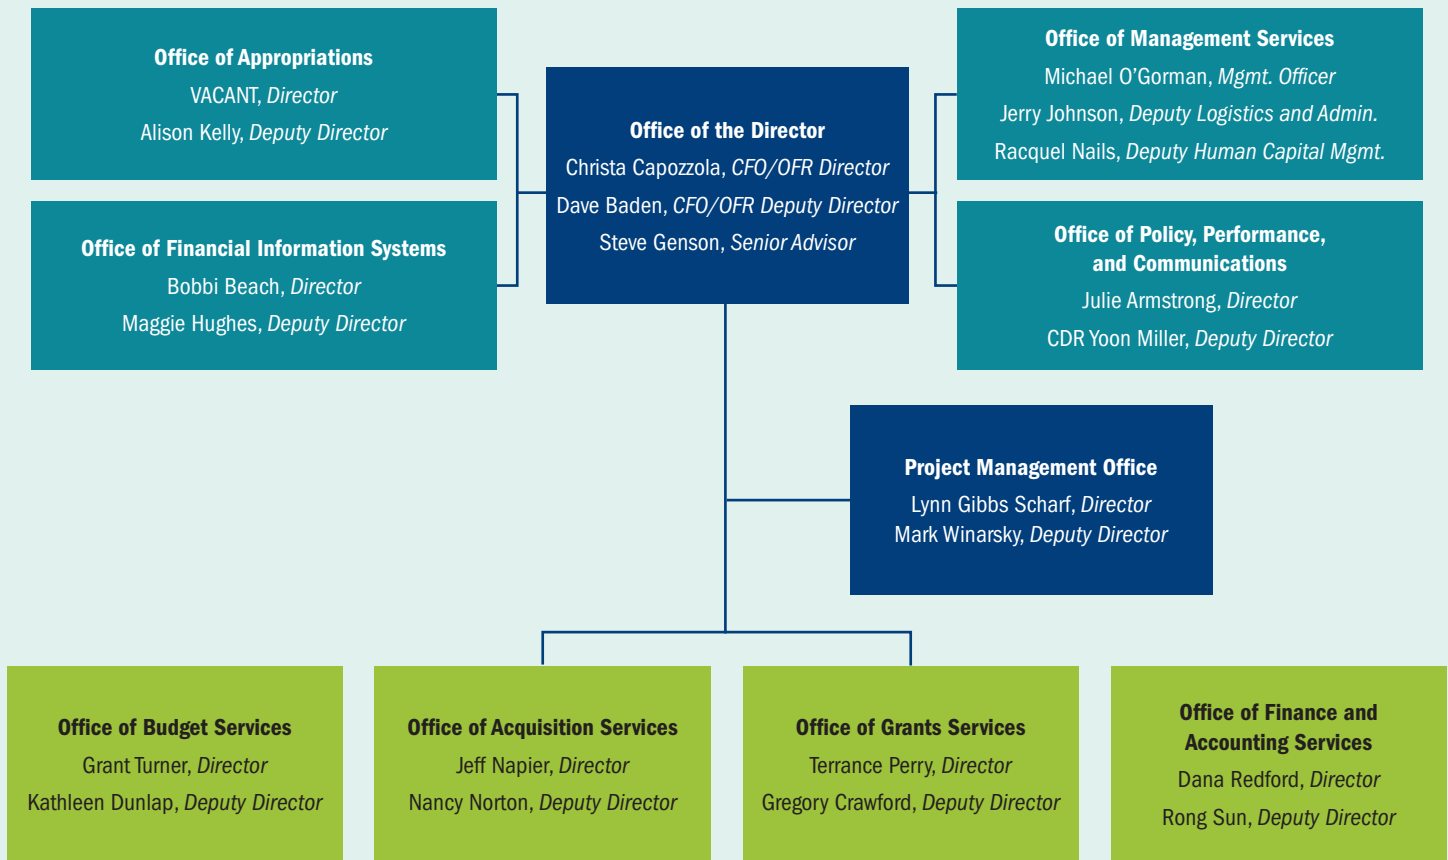 Office of Appropriations
VACANT, Director
Alison Kelly, Deputy Director
Office of Financial Information Systems
Bobbi Beach, Director
Maggie Hughes, Deputy Director
Office of the Director
Christa Capozzola, CFO/OFR Director
Dave Baden, CFO/OFR Deputy Director
Steve Genson, Senior Advisor
Office of Management Services
Michael O’Gorman, Mgmt. Officer
Jerry Johnson, Deputy Logistics and Admin.
Racquel Nails, Deputy Human Capital Mgmt.
Office of Policy, Performance,
and Communications
Julie Armstrong, Director
CDR Yoon Miller, Deputy Director
Project Management Office
Lynn Gibbs Scharf, Director
Mark Winarsky, Deputy Director
Office of Budget Services
Grant Turner, Director
Kathleen Dunlap, Deputy Director
Office of Acquisition Services
Jeff Napier, Director
Nancy Norton, Deputy Director
Office of Grants Services
Terrance Perry, Director
Gregory Crawford, Deputy Director
Office of Finance and
Accounting Services
Dana Redford, Director
Rong Sun, Deputy Director